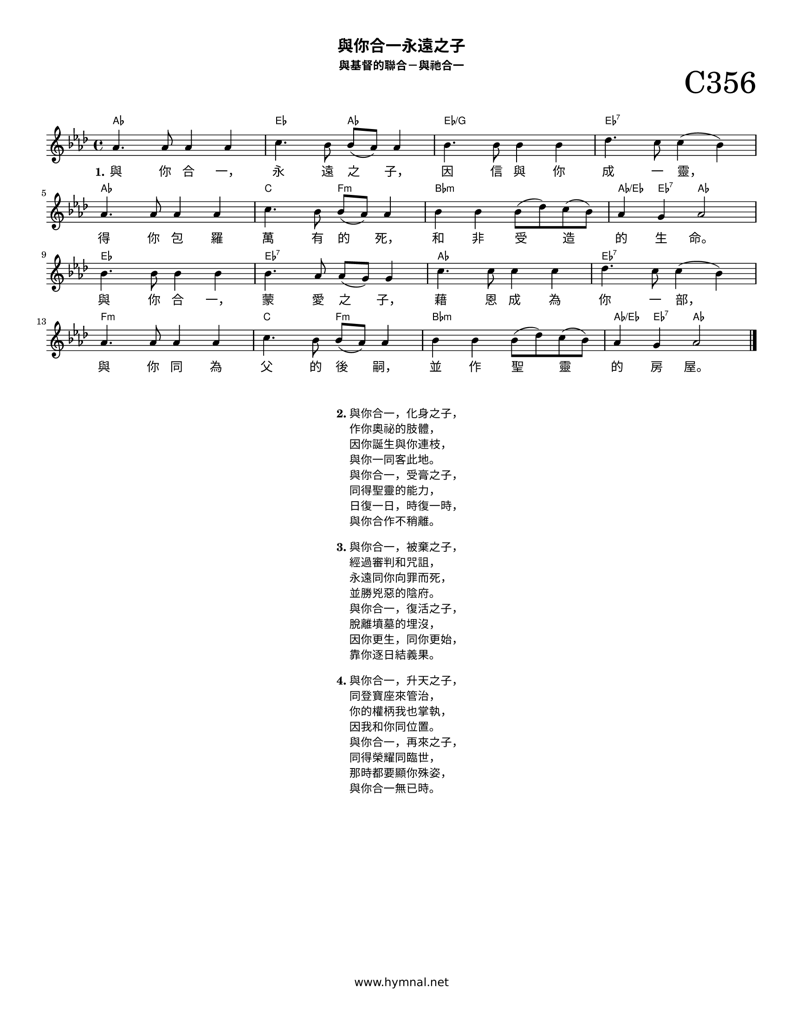 與你合一永遠之子
與基督的聯合－與祂合一
C356
A♭ E♭ A♭ E♭/G E♭7
1. 與 你 合 一， 永 遠 之 子， 因 信 與 你 成 一 靈，
5 A♭ C Fm B♭m A♭/E♭ E♭7 A♭
得 你 包 羅 萬 有 的 死， 和 非 受 造 的 生 命。
9 E♭ E♭7 A♭ D♭7
與 你 合 一， 蒙 愛 之 子， 藉 恩 成 為 你 一 部，
13 Fm C Fm B♭m A♭/E♭ E♭7 A♭
與 你 同 為 父 的 後 嗣， 並 作 聖 靈 的 房 屋。
2. 與你合一，化身之子，
作你奧祕的肢體，
因你誕生與你連枝，
與你一同客此地。
與你合一，受膏之子，
同得聖靈的能力，
日復一日，時復一時，
與你合作不稍離。
3. 與你合一，被棄之子，
經過審判和咒詛，
永遠同你向罪而死，
並勝兇惡的陰府。
與你合一，復活之子，
脫離墳墓的埋沒，
因你更生，同你更始，
靠你逐日結義果。
4. 與你合一，升天之子，
同登寶座來管治，
你的權柄我也掌執，
因我和你同位置。
與你合一，再來之子，
同得榮耀同臨世，
那時都要顯你殊姿，
與你合一無已時。
www.hymnal.net